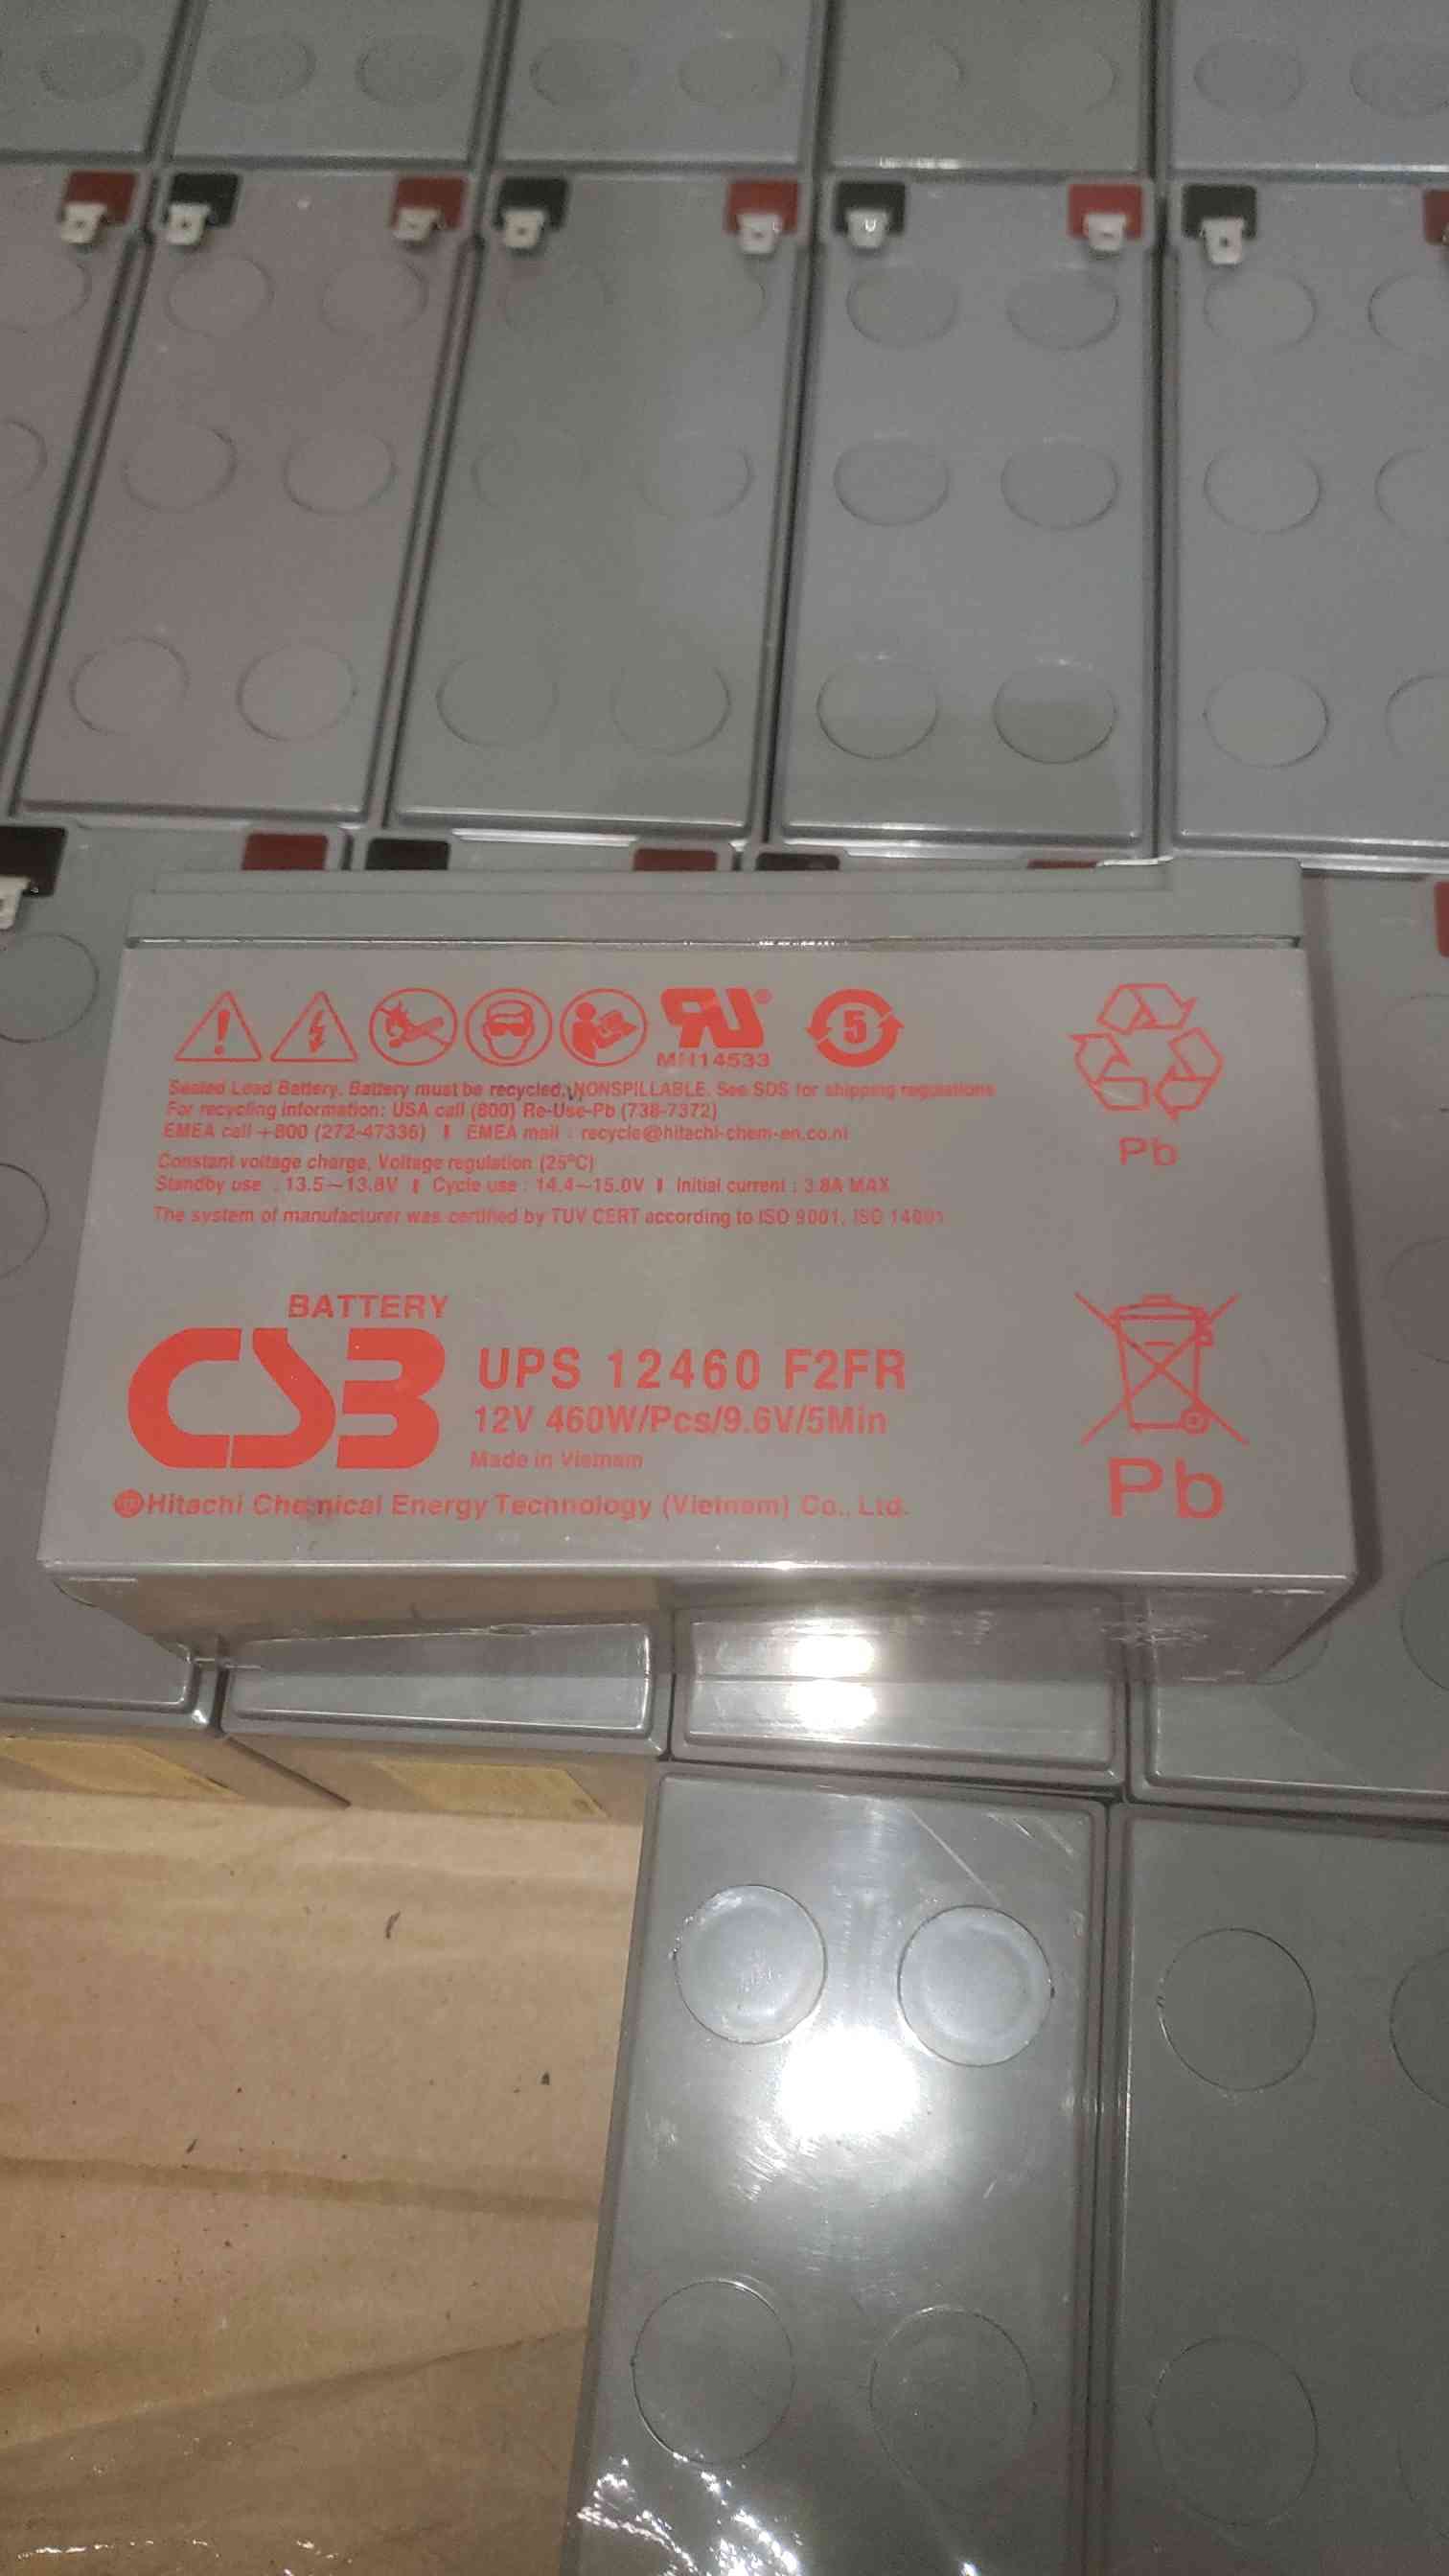 MH14533
5
Sealed Lead Battery. Battery must be recycled. NONSPILLABLE. See SDS for shipping regulations
For recycling information: USA call (800) Re-Use-Pb (738-7372)
EMEA call +800 (272-47336) | EMEA mail : recycle@hitachi-chem-en.co.nl
Constant voltage charge, Voltage regulation (25°C)
Standby use : 13.5~13.8V | Cycle use : 14.4~15.0V | Initial current : 3.8A MAX
The system of manufacturer was certified by TUV CERT according to ISO 9001, ISO 14001
Pb
BATTERY
CSB
UPS 12460 F2FR
12V 460W/Pcs/9.6V/5Min
Made in Vietnam
Hitachi Chemical Energy Technology (Vietnam) Co., Ltd.
Pb